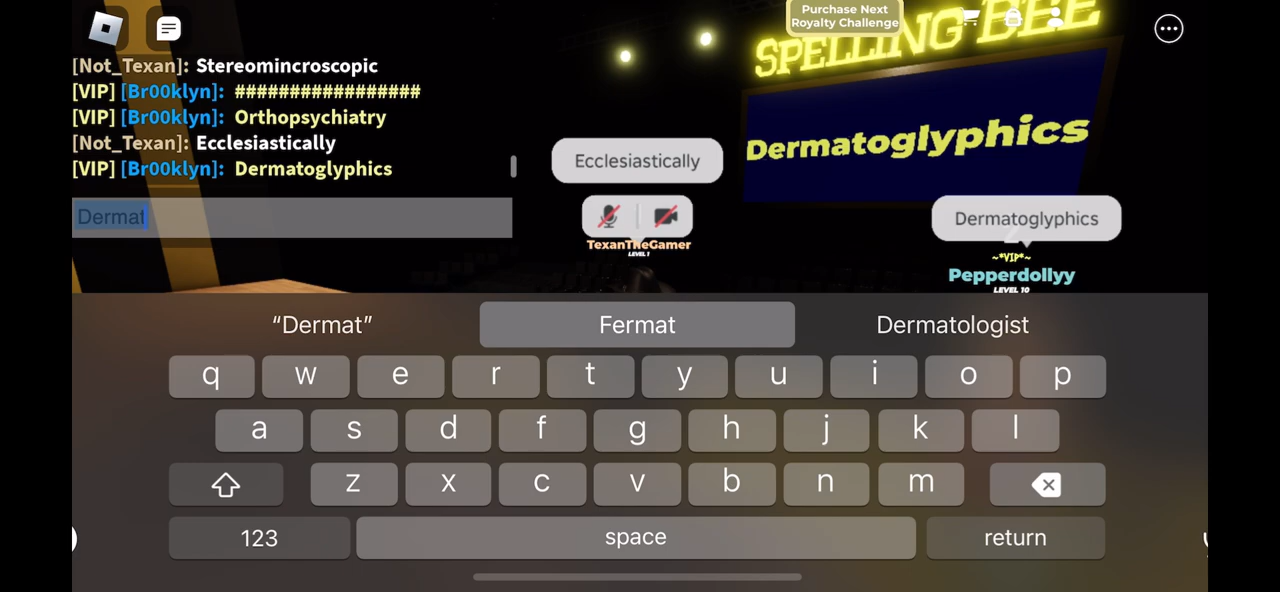 Purchase Next
Royalty Challenge
SPELLING BEE
[Not_Texan]: Stereomincroscopic
[VIP] [Br00klyn]: #################
[VIP] [Br00klyn]: Orthopsychiatry
[Not_Texan]: Ecclesiastically
[VIP] [Br00klyn]: Dermatoglyphics
Dermat
Ecclesiastically
TexanTheGamer
LEVEL 1
Dermatoglyphics
Dermatoglyphics
~*VIP*~
Pepperdollyy
LEVEL 10
“Dermat” Fermat Dermatologist
q w e r t y u i o p
a s d f g h j k l
z x c v b n m
123 space return